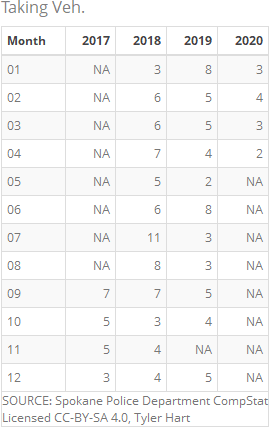 Taking Veh.
Month 2017 2018 2019 2020
01 NA 3 8 3
02 NA 6 5 4
03 NA 6 5 3
04 NA 7 4 2
05 NA 5 2 NA
06 NA 6 8 NA
07 NA 11 3 NA
08 NA 8 3 NA
09 7 7 5 NA
10 5 3 4 NA
11 5 4 NA NA
12 3 4 5 NA
SOURCE: Spokane Police Department CompStat
Licensed CC-BY-SA 4.0, Tyler Hart